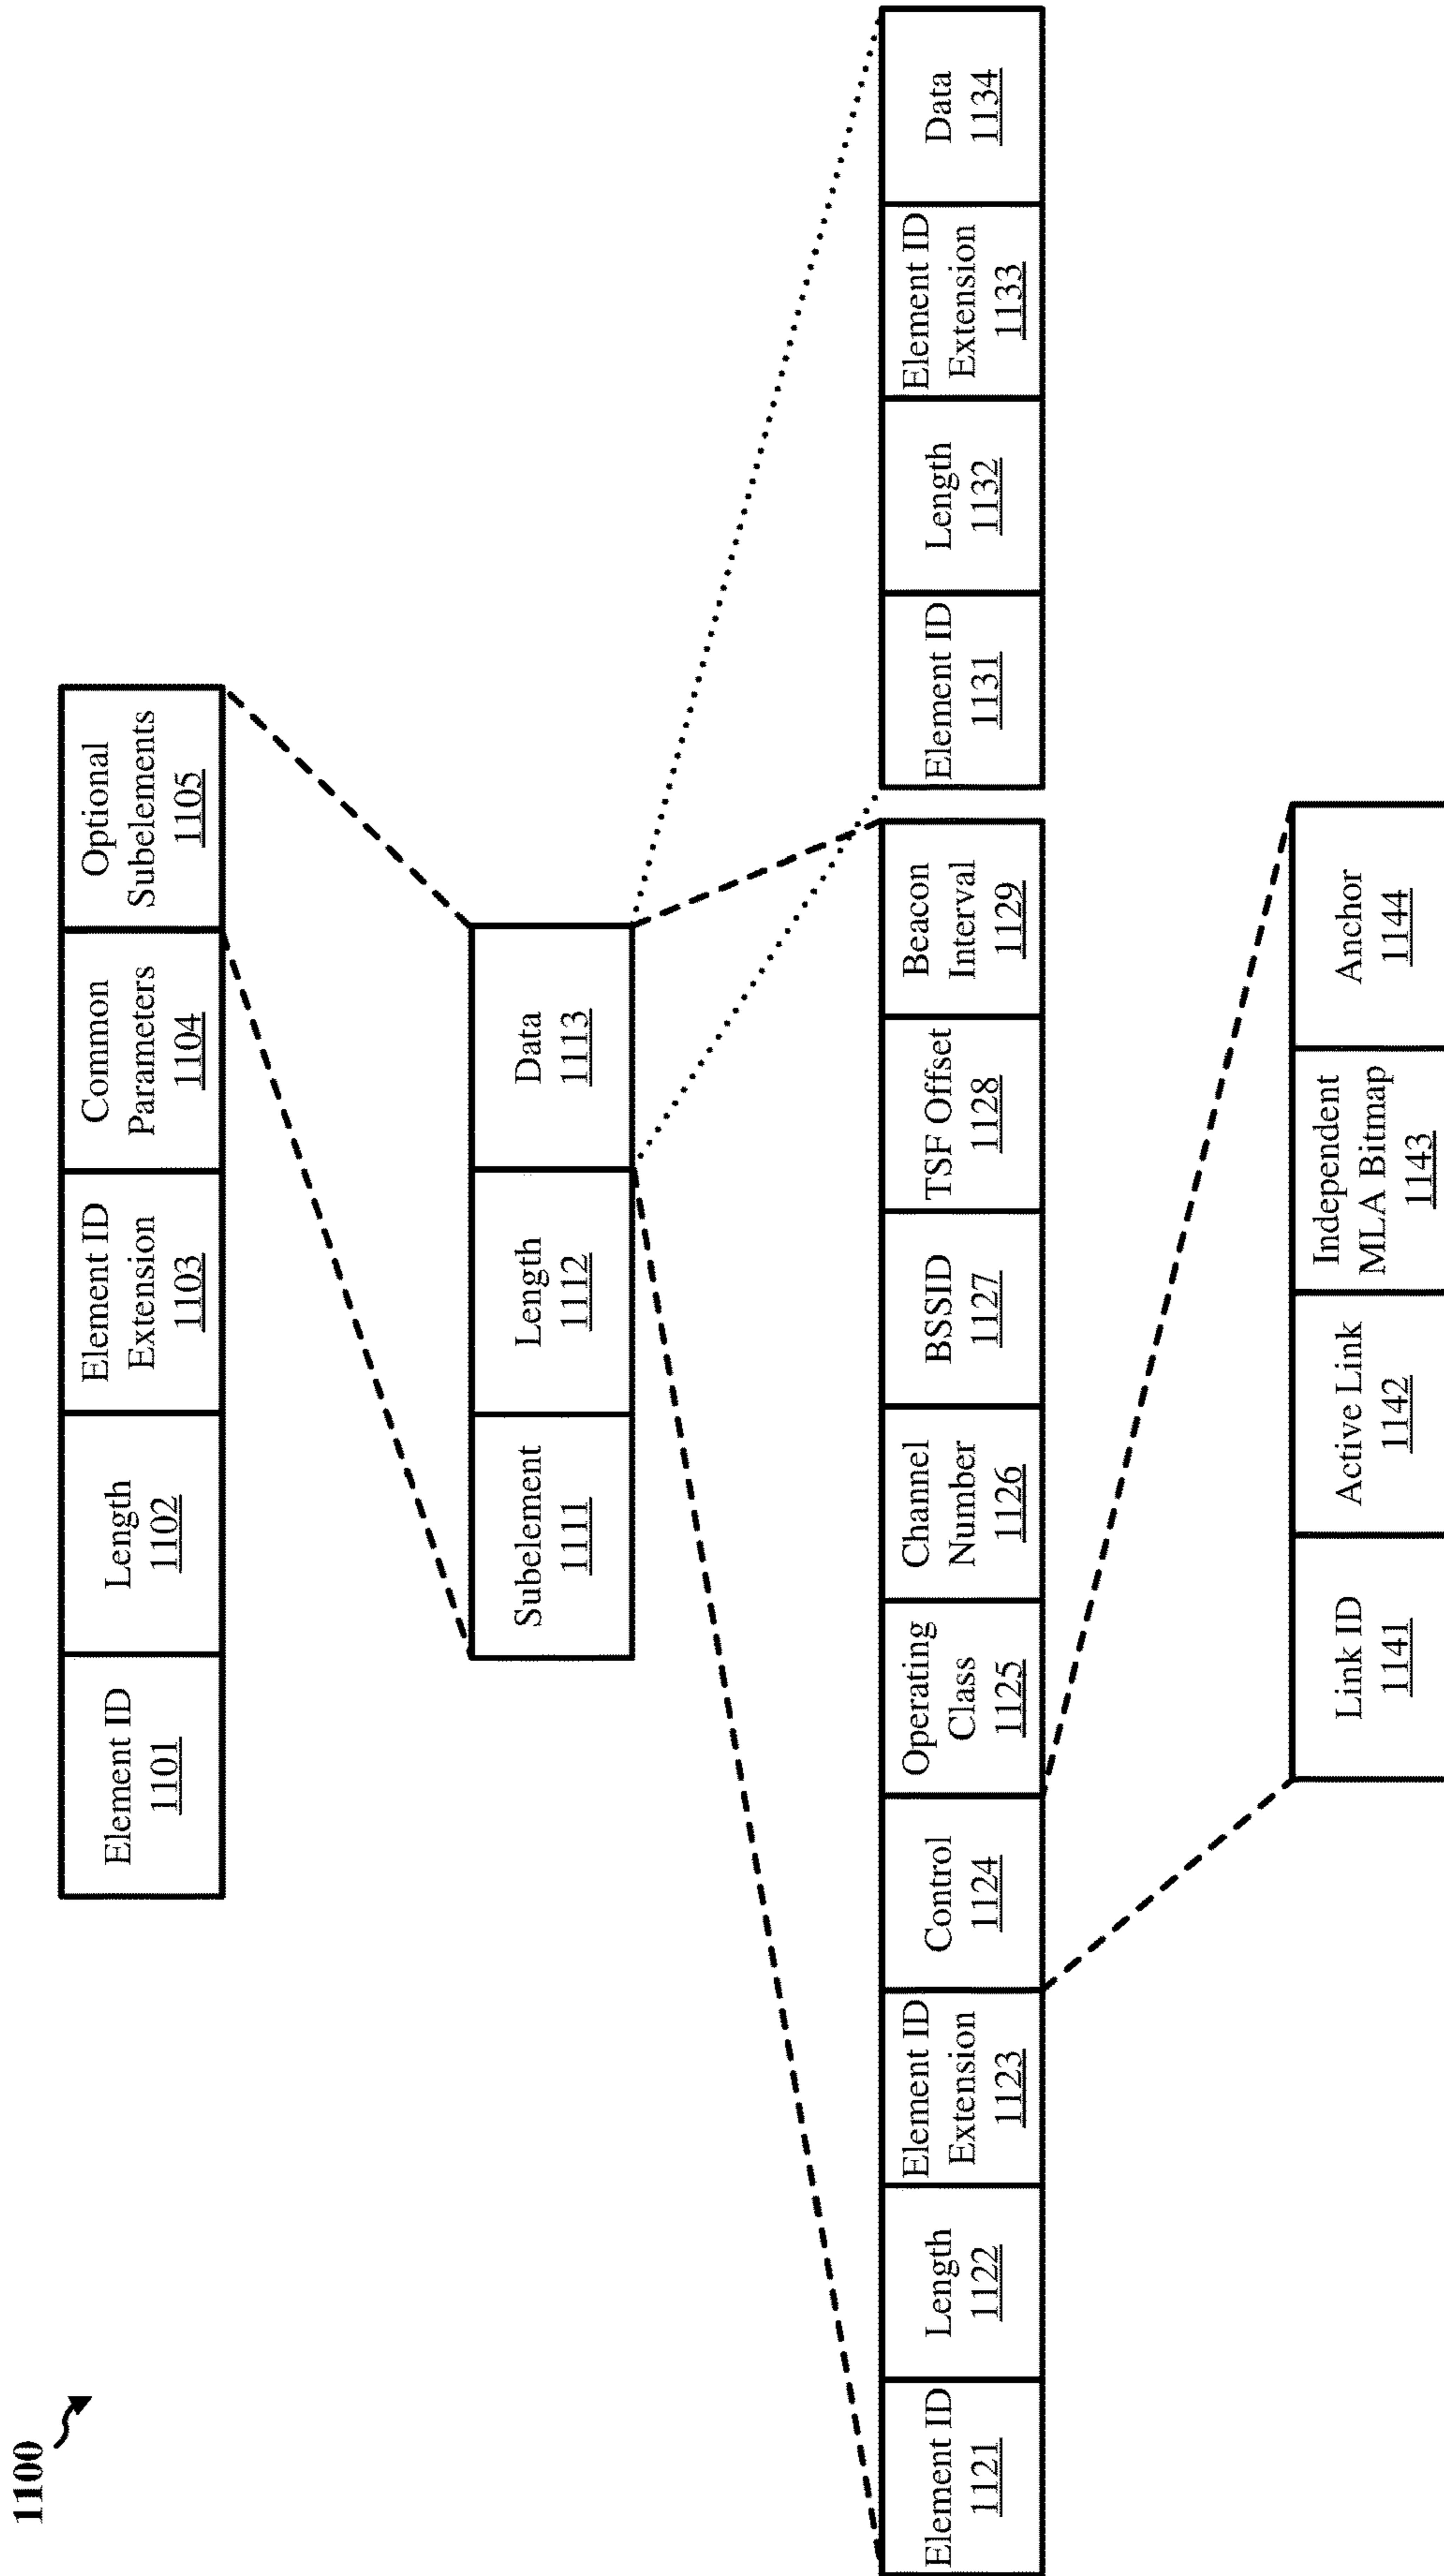 1100
Element ID
1101
Length
1102
Element ID
Extension
1103
Common
Parameters
1104
Optional
Subelements
1105
Subelement
1111
Length
1112
Data
1113
Element ID
1121
Length
1122
Element ID
Extension
1123
Control
1124
Operating
Class
1125
Channel
Number
1126
BSSID
1127
TSF Offset
1128
Beacon
Interval
1129
Element ID
1131
Length
1132
Element ID
Extension
1133
Data
1134
Link ID
1141
Active Link
1142
Independent
MLA Bitmap
1143
Anchor
1144